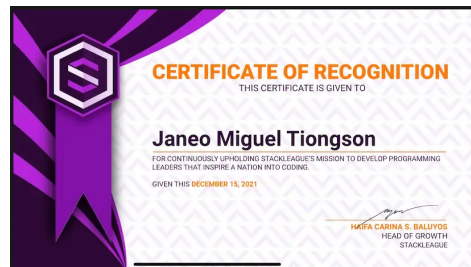 CERTIFICATE OF RECOGNITION
THIS CERTIFICATE IS GIVEN TO
Janeo Miguel Tiongson
FOR CONTINUOUSLY UPHOLDING STACKLEAGUE'S MISSION TO DEVELOP PROGRAMMING
LEADERS THAT INSPIRE A NATION INTO CODING.
GIVEN THIS DECEMBER 15, 2021
HAIFA CARINA S. BALUYOS
HEAD OF GROWTH
STACKLEAGUE